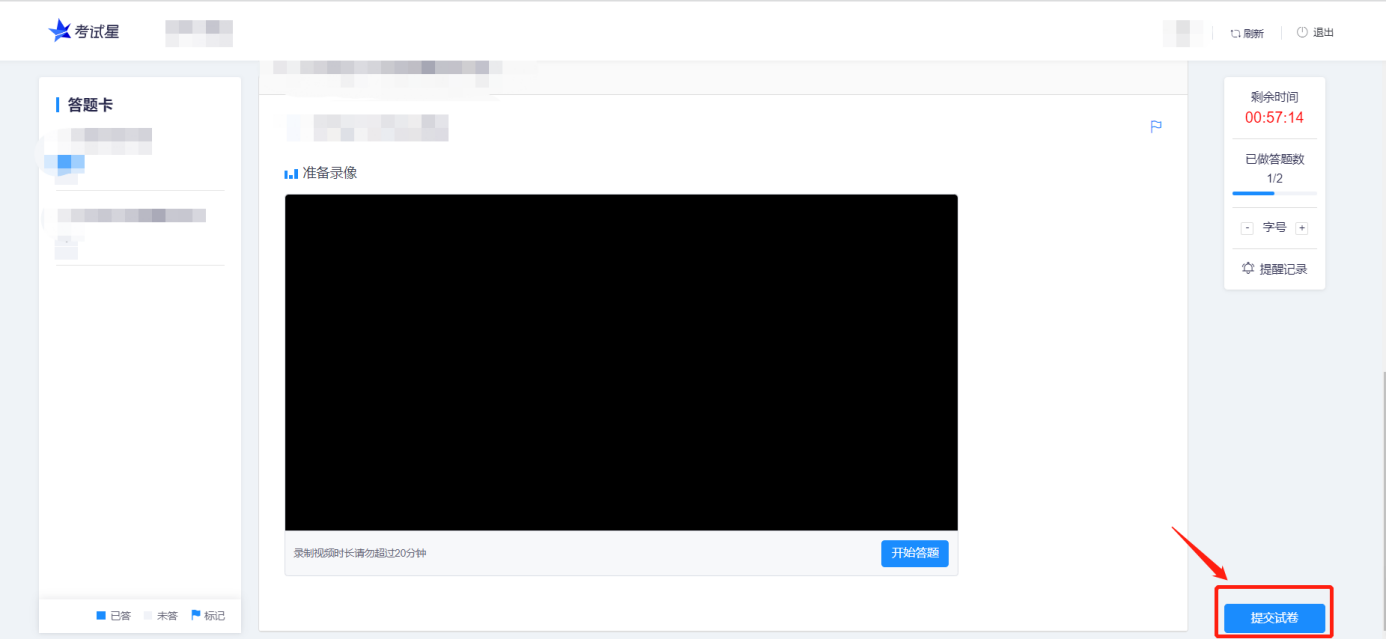 考试星
刷新
退出
答题卡
准备录像
录制视频时长请勿超过20分钟
开始答题
已答
未答
标记
剩余时间
00:57:14
已做答题数
1/2
- 字号 +
提醒记录
提交试卷